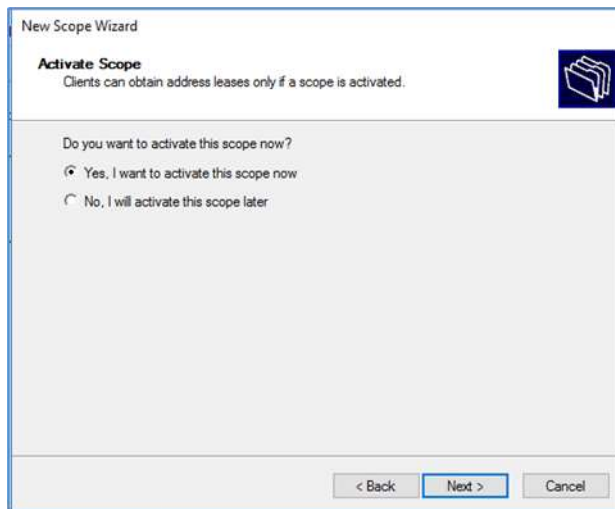 New Scope Wizard
Activate Scope
Clients can obtain address leases only if a scope is activated.
Do you want to activate this scope now?
Yes, I want to activate this scope now
No, I will activate this scope later
< Back Next > Cancel